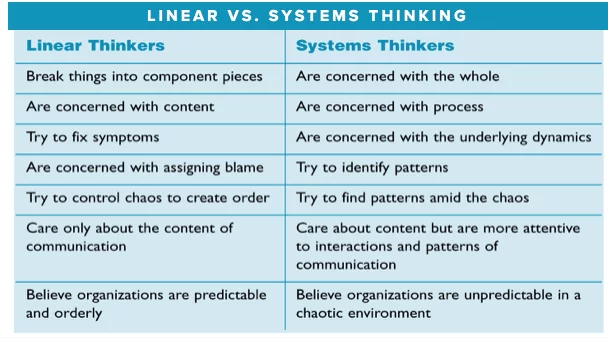 LINEAR VS. SYSTEMS THINKING
Linear Thinkers
Systems Thinkers
Break things into component pieces
Are concerned with the whole
Are concerned with content
Are concerned with process
Try to fix symptoms
Are concerned with the underlying dynamics
Are concerned with assigning blame
Try to identify patterns
Try to control chaos to create order
Try to find patterns amid the chaos
Care only about the content of
communication
Care about content but are more attentive
to interactions and patterns of
communication
Believe organizations are predictable
and orderly
Believe organizations are unpredictable in a
chaotic environment